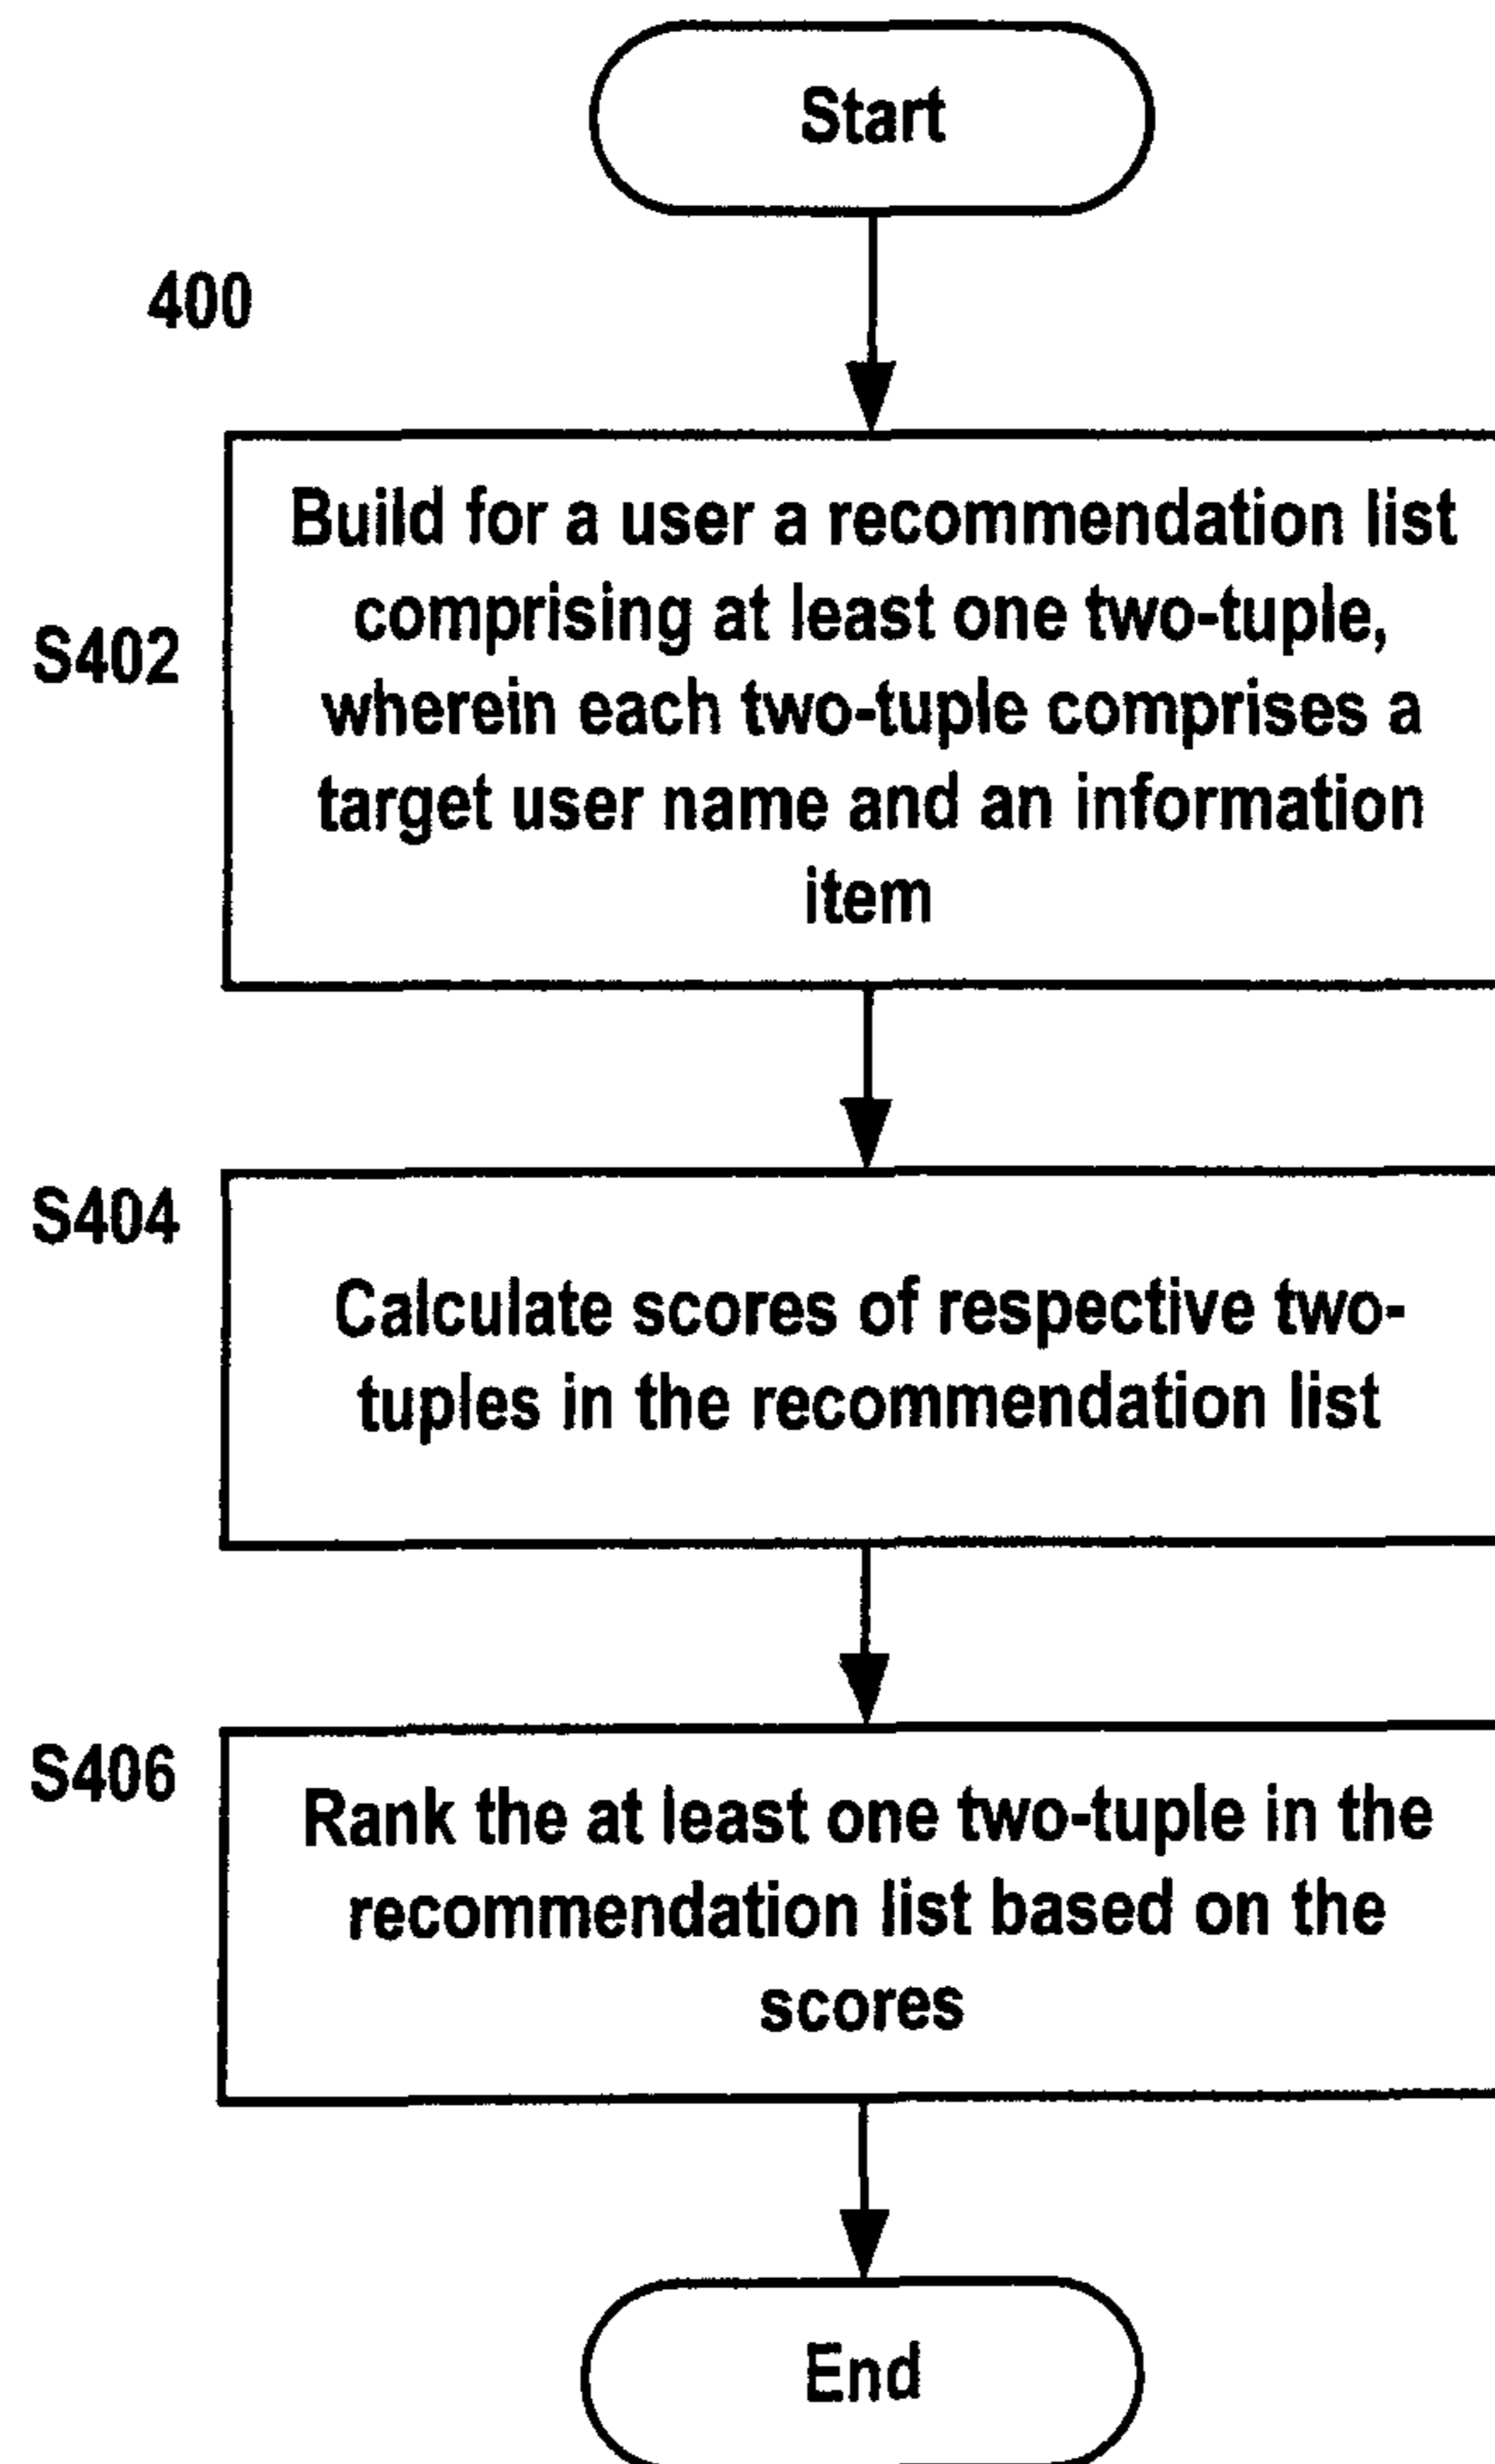 Start
400
S402
Build for a user a recommendation list
comprising at least one two-tuple,
wherein each two-tuple comprises a
target user name and an information
item
S404
Calculate scores of respective two-
tuples in the recommendation list
S406
Rank the at least one two-tuple in the
recommendation list based on the
scores
End